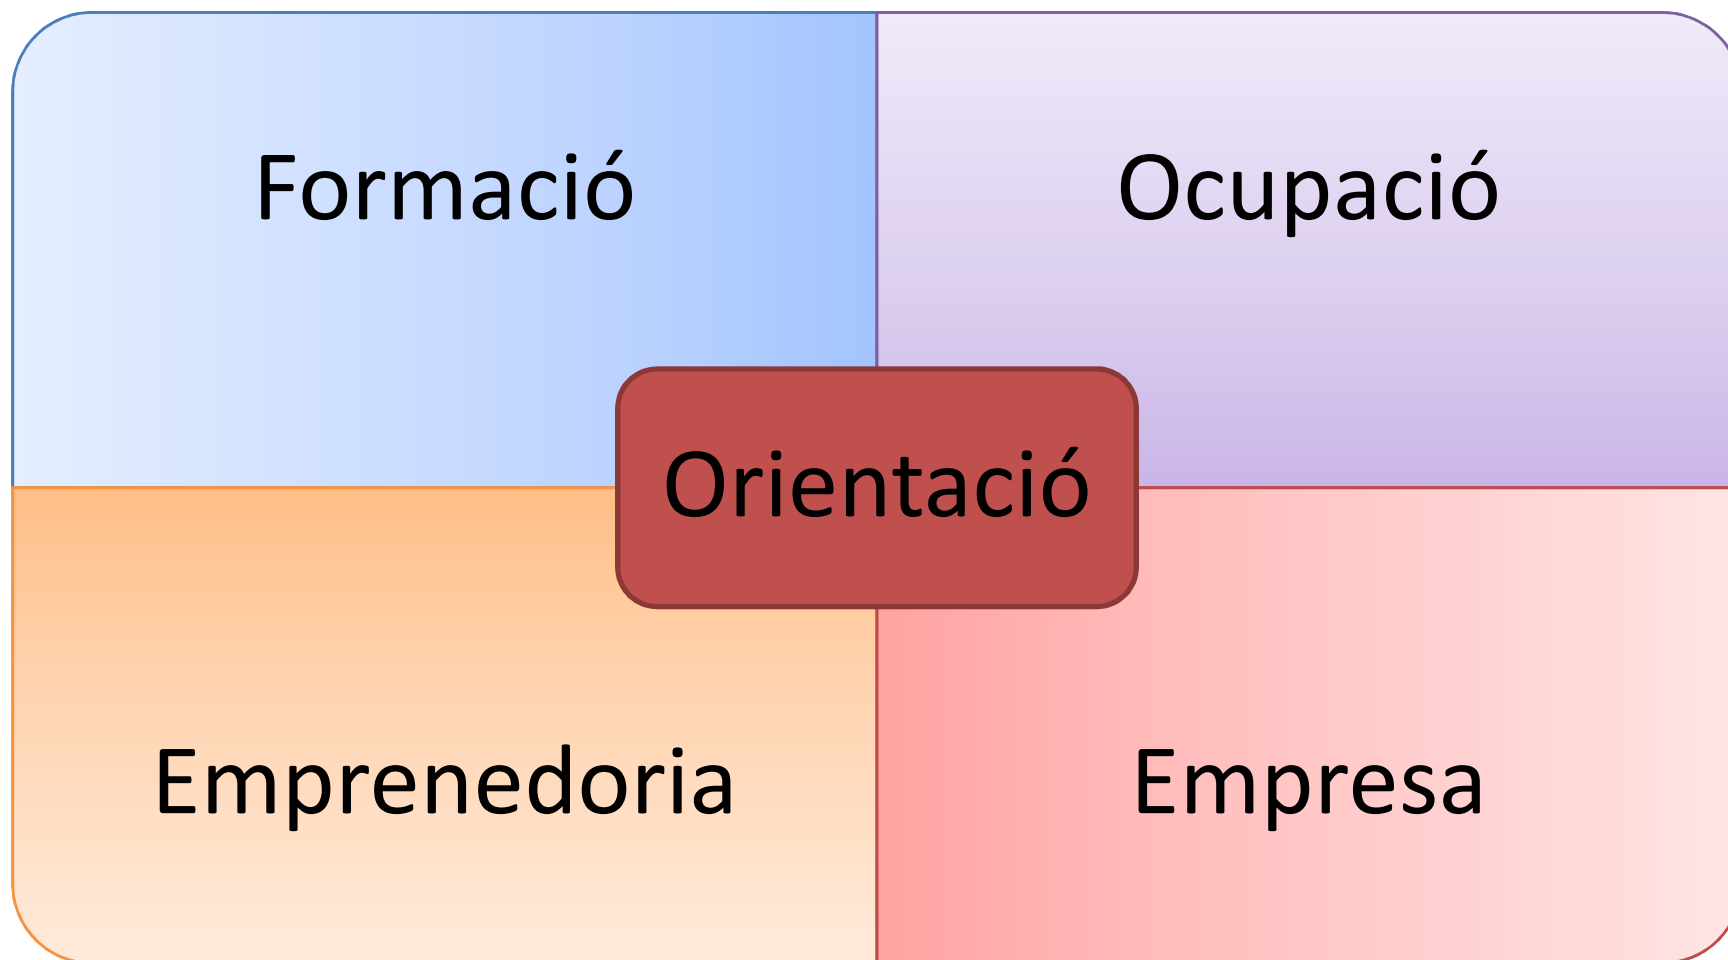 Formació
Ocupació
Orientació
Emprenedoria
Empresa